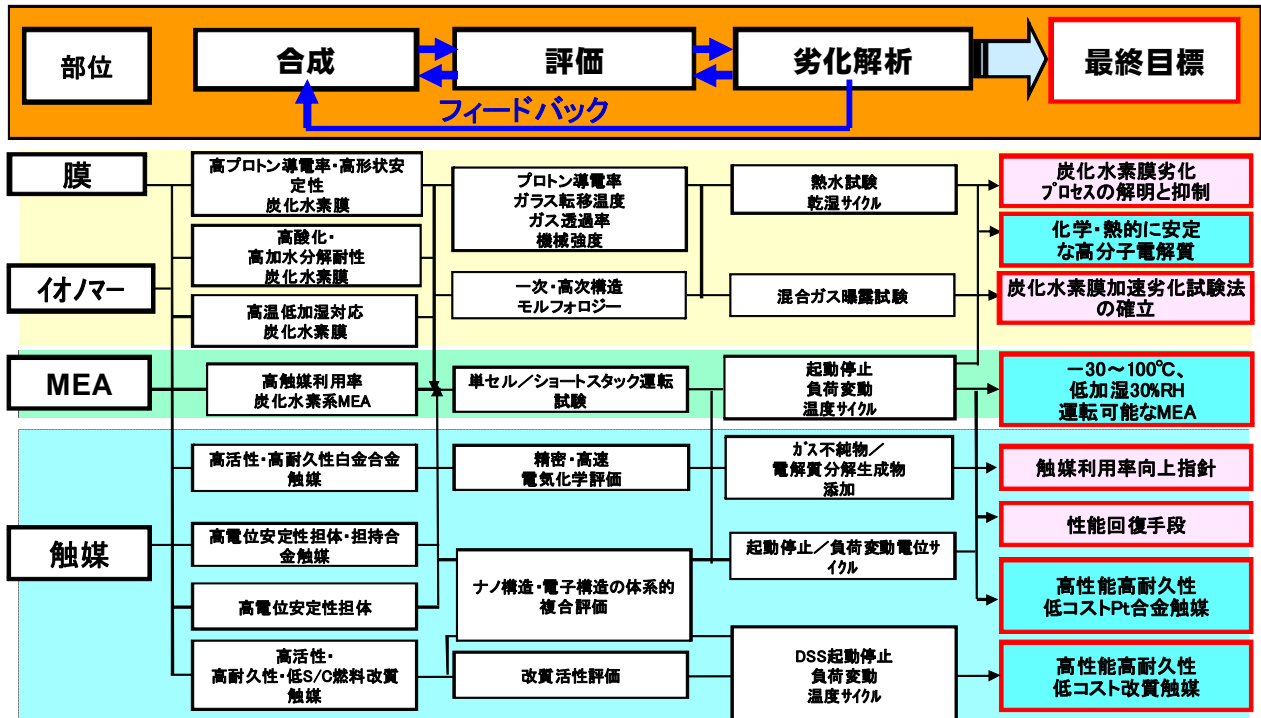 部位
合成
評価
劣化解析
最終目標
フィードバック
膜
イオノマー
MEA
触媒
高プロトン導電率・高形状安
定性
炭化水素膜
高酸化・
高加水分解耐性
炭化水素膜
高温低加湿対応
炭化水素膜
高触媒利用率
炭化水素系MEA
高活性・高耐久性白金合金
触媒
高電位安定性担体・担持合
金触媒
高電位安定性担体
高活性・
高耐久性・低S/C燃料改質
触媒
プロトン導電率
ガラス転移温度
ガス透過率
機械強度
一次・高次構造
モルフォロジー
単セル／ショートスタック運転
試験
精密・高速
電気化学評価
ナノ構造・電子構造の体系的
複合評価
改質活性評価
熱水試験
乾湿サイクル
混合ガス曝露試験
起動停止
負荷変動
温度サイクル
ガス不純物／
電解質分解生成物
添加
起動停止／負荷変動電位サ
イクル
DSS起動停止
負荷変動
温度サイクル
炭化水素膜劣化
プロセスの解明と抑制
化学・熱的に安定
な高分子電解質
炭化水素膜加速劣化試験法
の確立
－30～100℃、
低加湿30%RH
運転可能なMEA
触媒利用率向上指針
性能回復手段
高性能高耐久性
低コストPt合金触媒
高性能高耐久性
低コスト改質触媒